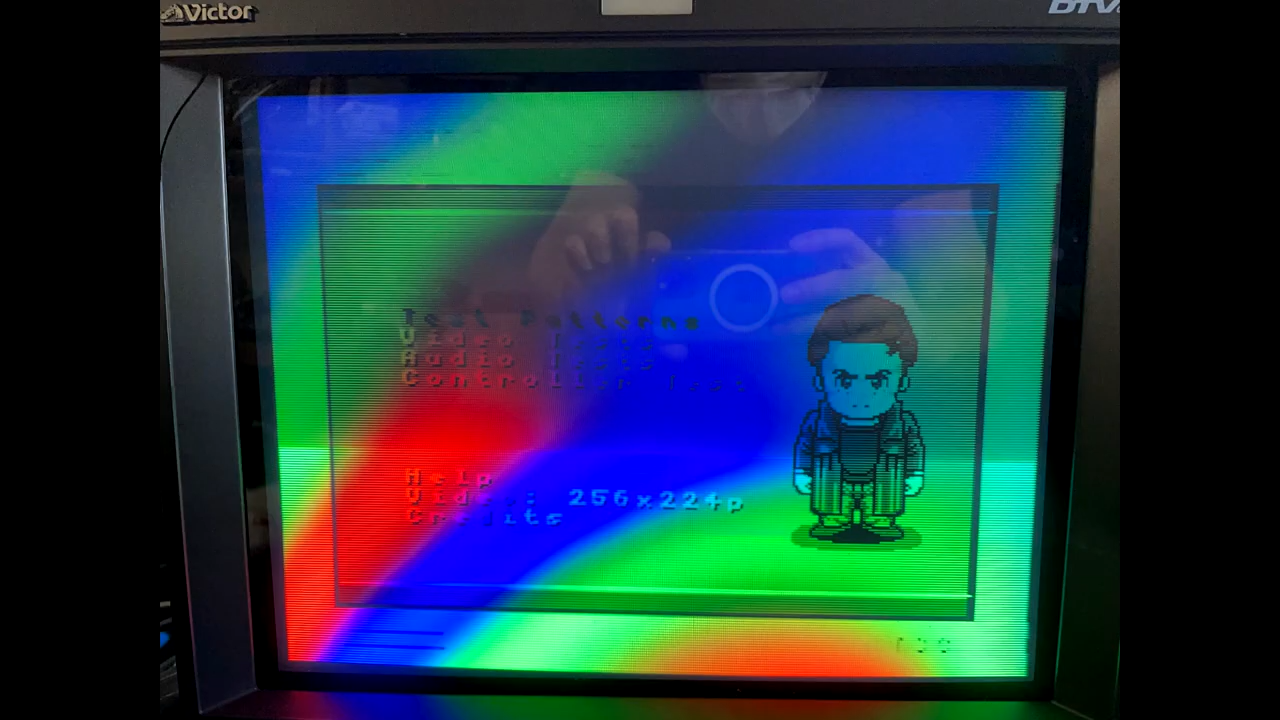 Victor
Test Patterns
Video Tests
Audio Tests
Controller Test
Help
Video: 256x224p
Credits